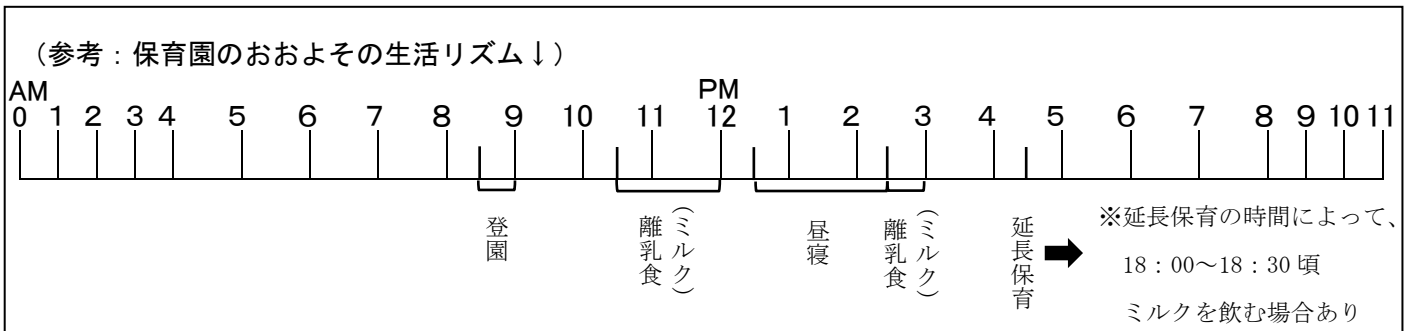 （参考：保育園のおおよその生活リズム↓）
AM
PM
0 1 2 3 4 5 6 7 8 9 10 11 12 1 2 3 4 5 6 7 8 9 10 11
登園
離乳食
（ミルク）
昼寝
離乳食
（ミルク）
延長保育
※延長保育の時間によって、
18：00～18：30 頃
ミルクを飲む場合あり